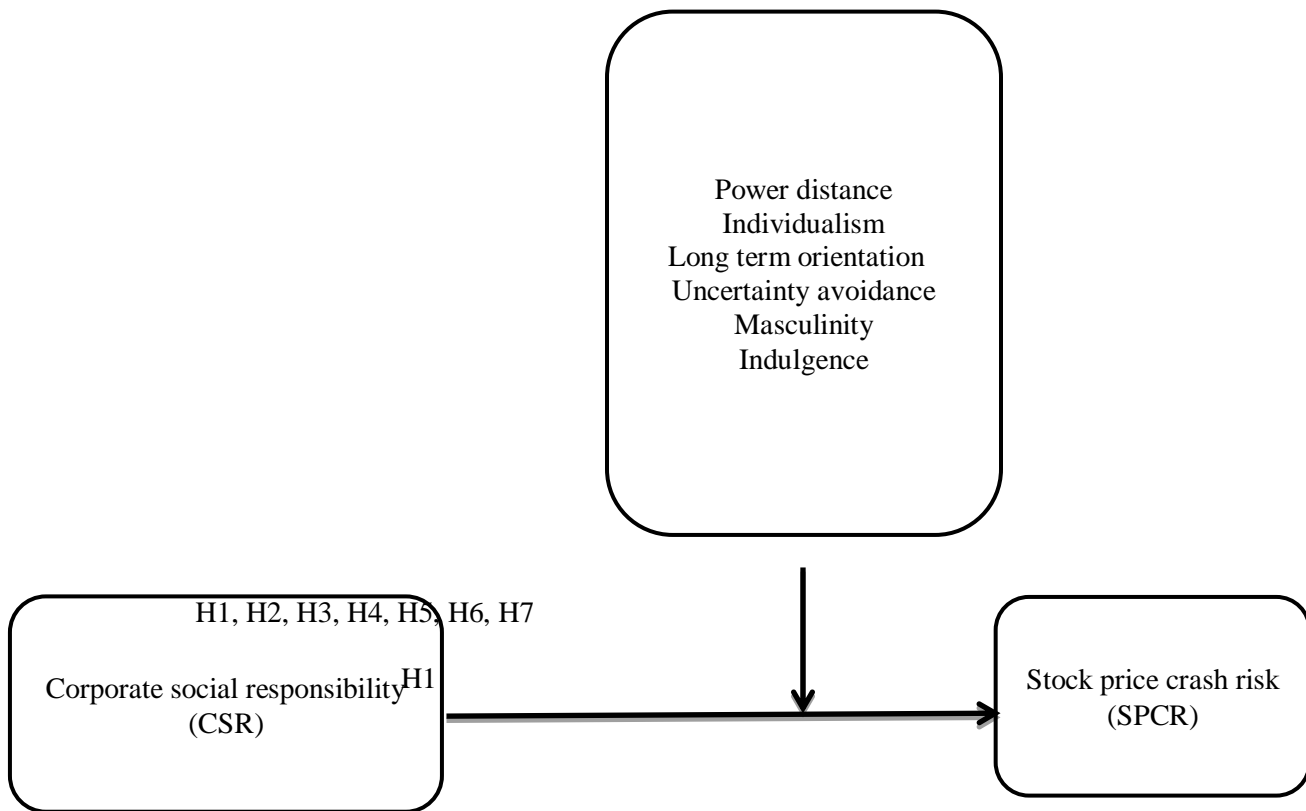 Power distance
Individualism
Long term orientation
Uncertainty avoidance
Masculinity
Indulgence
H1, H2, H3, H4, H5, H6, H7
H1
Corporate social responsibility
(CSR)
Stock price crash risk
(SPCR)